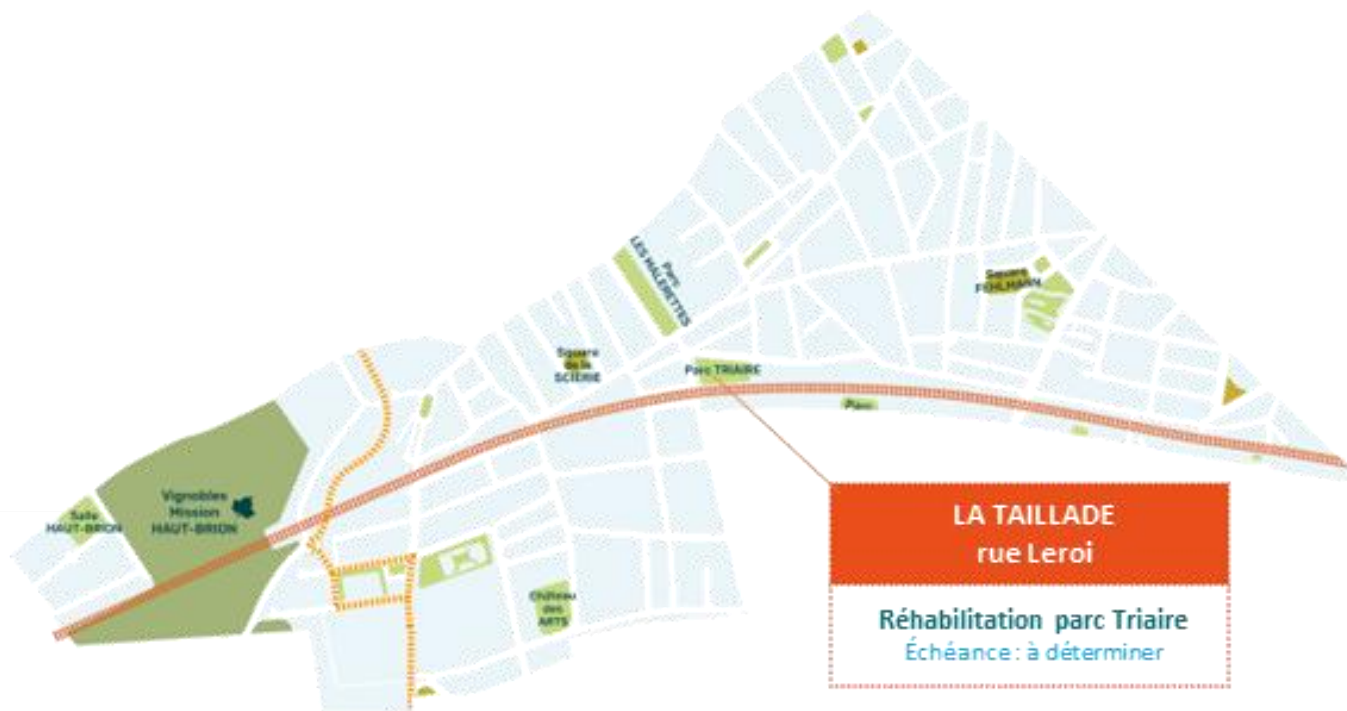 Parc
LES MALERETTES
Square
FEHLMANN
Square
de la
SCIERIE
Parc TRIAIRE
Parc
Vignobles
Mission
HAUT-BRION
Salle
HAUT-BRION
Château
des
ARTS
LA TAILLADE
rue Leroi
Réhabilitation parc Triaire
Échéance : à déterminer